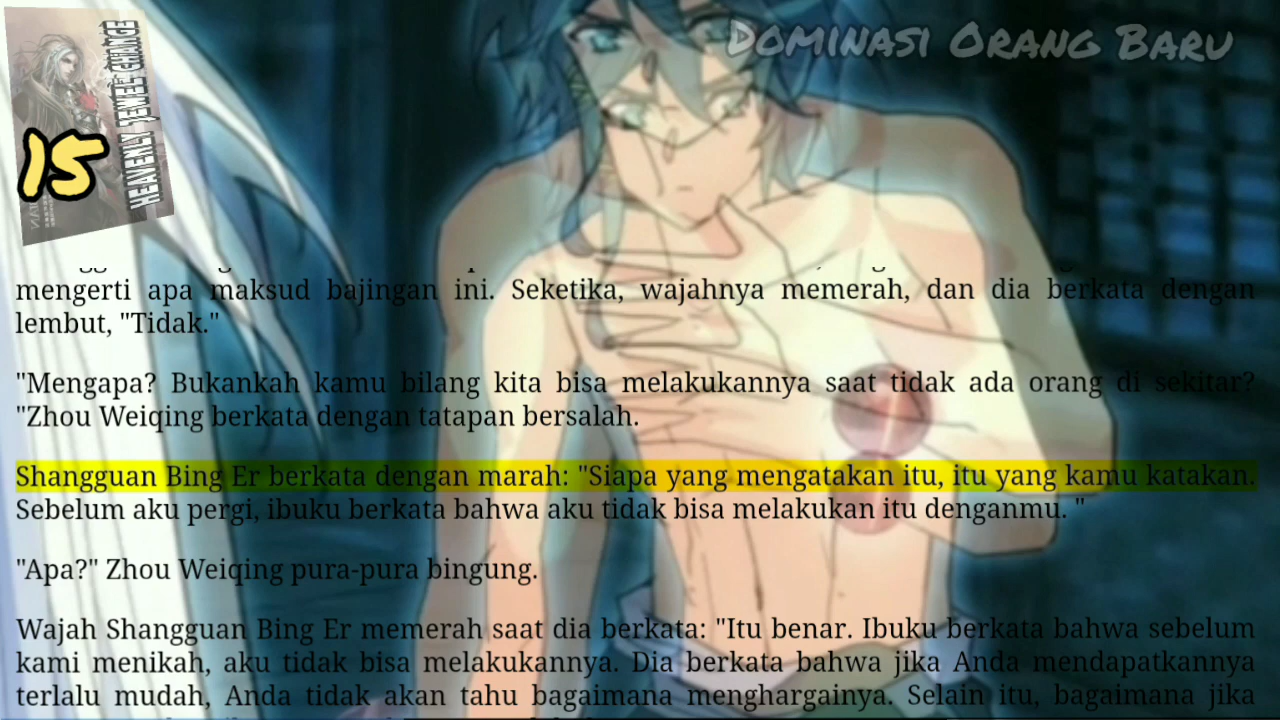 Dominasi Orang Baru
HEAVENLY JEWEL CHANGE
15
mengerti apa maksud bajingan ini. Seketika, wajahnya memerah, dan dia berkata dengan
lembut, "Tidak."
"Mengapa? Bukankah kamu bilang kita bisa melakukannya saat tidak ada orang di sekitar?
"Zhou Weiqing berkata dengan tatapan bersalah.
Shangguan Bing Er berkata dengan marah: "Siapa yang mengatakan itu, itu yang kamu katakan.
Sebelum aku pergi, ibuku berkata bahwa aku tidak bisa melakukan itu denganmu. "
"Apa?" Zhou Weiqing pura-pura bingung.
Wajah Shangguan Bing Er memerah saat dia berkata: "Itu benar. Ibuku berkata bahwa sebelum
kami menikah, aku tidak bisa melakukannya. Dia berkata bahwa jika Anda mendapatkannya
terlalu mudah, Anda tidak akan tahu bagaimana menghargainya. Selain itu, bagaimana jika